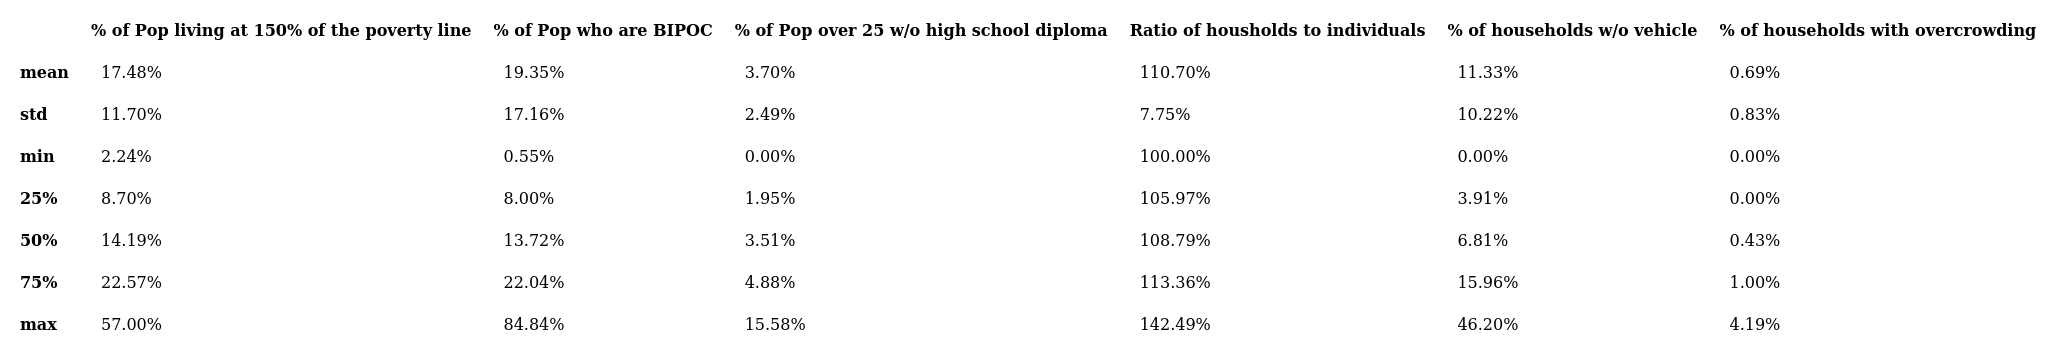 % of Pop living at 150% of the poverty line % of Pop who are BIPOC % of Pop over 25 w/o high school diploma Ratio of housholds to individuals % of households w/o vehicle % of households with overcrowding
mean 17.48% 19.35% 3.70% 110.70% 11.33% 0.69%
std 11.70% 17.16% 2.49% 7.75% 10.22% 0.83%
min 2.24% 0.55% 0.00% 100.00% 0.00% 0.00%
25% 8.70% 8.00% 1.95% 105.97% 3.91% 0.00%
50% 14.19% 13.72% 3.51% 108.79% 6.81% 0.43%
75% 22.57% 22.04% 4.88% 113.36% 15.96% 1.00%
max 57.00% 84.84% 15.58% 142.49% 46.20% 4.19%